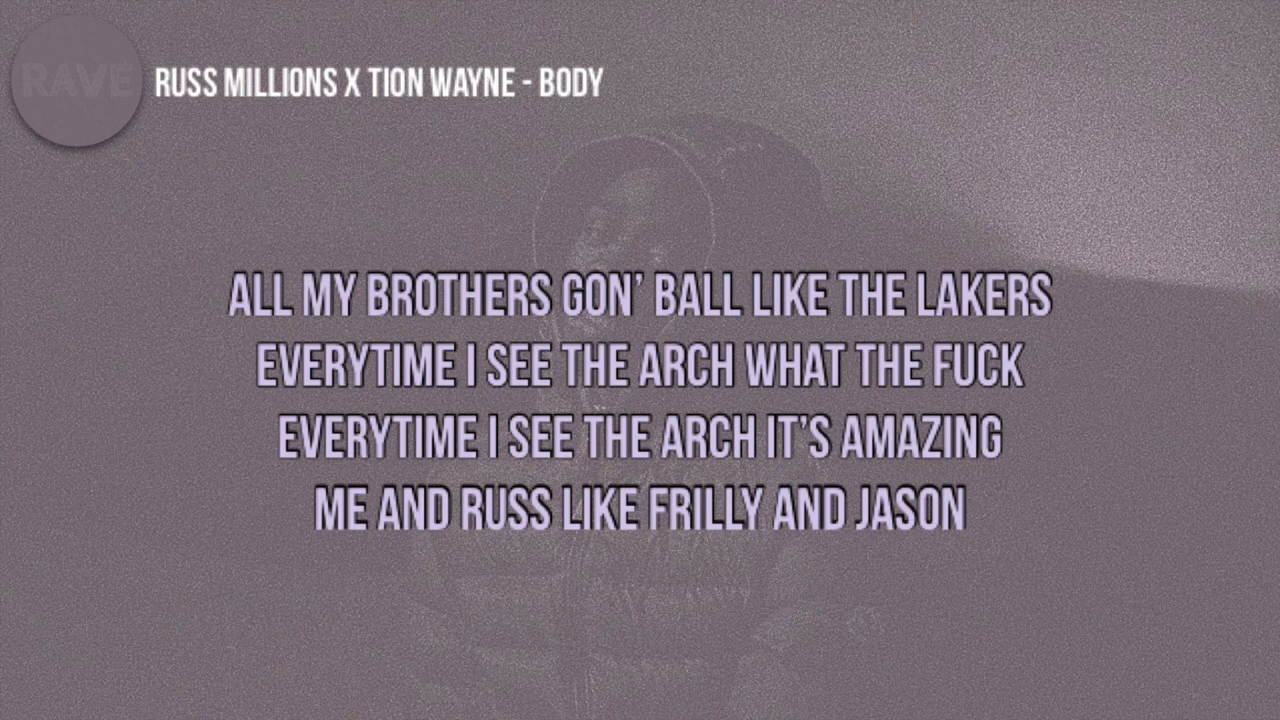 RAVE
RUSS MILLIONS X TION WAYNE - BODY
ALL MY BROTHERS GON' BALL LIKE THE LAKERS
EVERYTIME I SEE THE ARCH WHAT THE FUCK
EVERYTIME I SEE THE ARCH IT'S AMAZING
ME AND RUSS LIKE FRILLY AND JASON